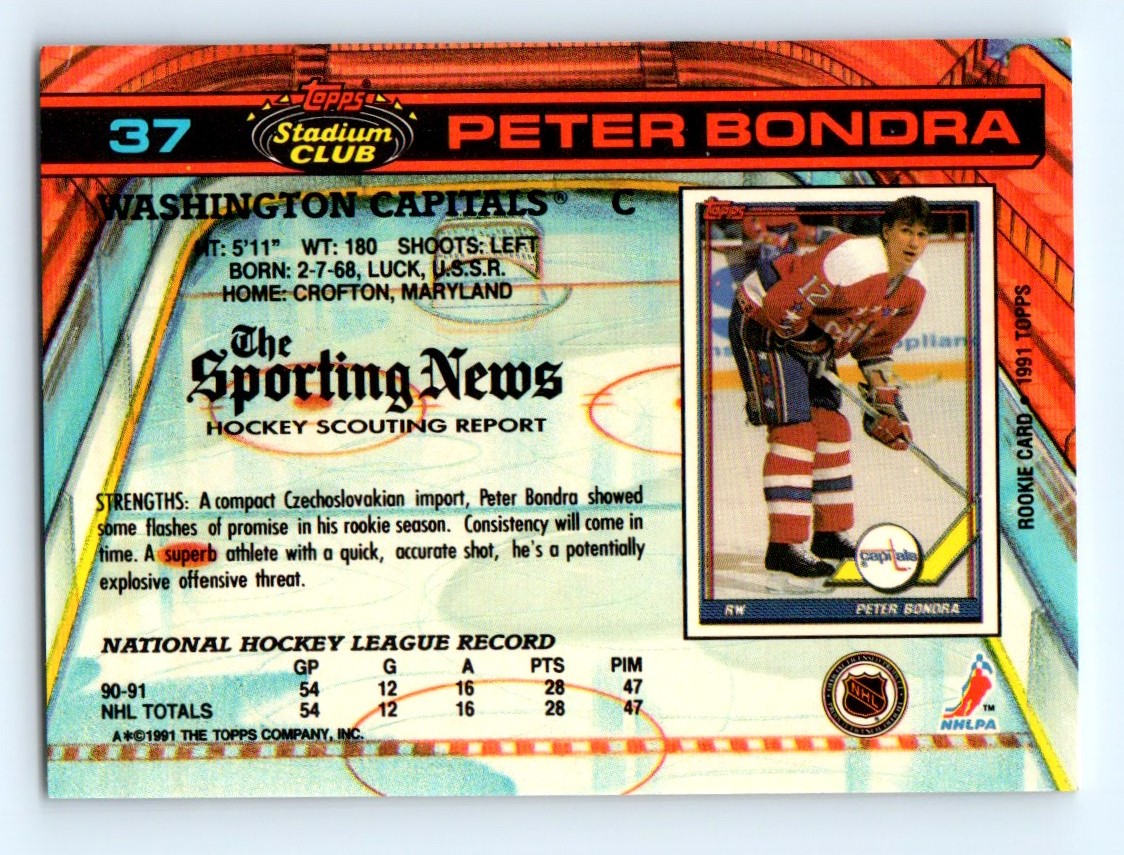 37
Topps®
Stadium
CLUB
PETER BONDRA
WASHINGTON CAPITALS® C
HT: 5'11" WT: 180 SHOOTS: LEFT
BORN: 2-7-68, LUCK, U.S.S.R.
HOME: CROFTON, MARYLAND
The
Sporting News
HOCKEY SCOUTING REPORT
STRENGTHS: A compact Czechoslovakian import, Peter Bondra showed
some flashes of promise in his rookie season. Consistency will come in
time. A superb athlete with a quick, accurate shot, he's a potentially
explosive offensive threat.
NATIONAL HOCKEY LEAGUE RECORD
GP G A PTS PIM
90-91 54 12 16 28 47
NHL TOTALS 54 12 16 28 47
A*©1991 THE TOPPS COMPANY, INC.
Topps
12
capitals
RW PETER BONDRA
ROOKIE CARD • 1991 TOPPS
NHL
NHLPA™